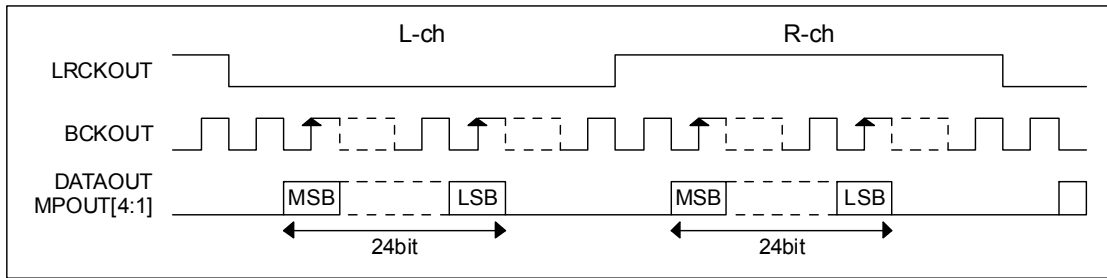 L-ch
R-ch
LRCKOUT
BCKOUT
DATAOUT
MPOUT[4:1]
MSB
LSB
MSB
LSB
24bit
24bit